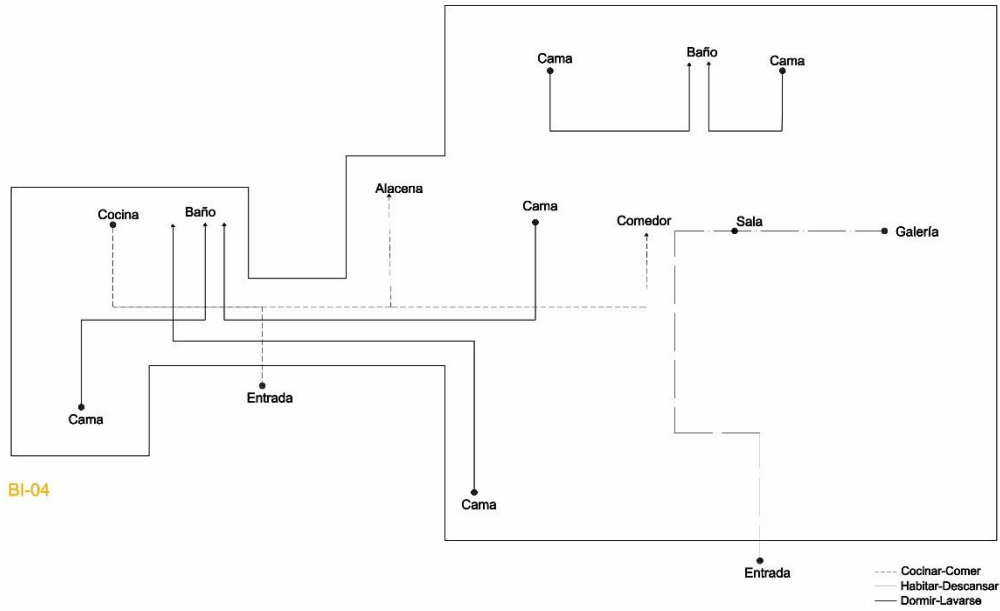 Cama
Baño
Cama
Alacena
Cocina
Baño
Cama
Comedor
Sala
Galería
Entrada
Cama
BI-04
Cama
Entrada
Cocinar-Comer
Habitar-Descansar
Dormir-Lavarse